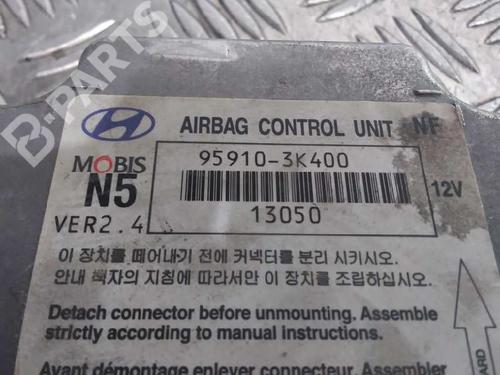 B-PARTS
AIRBAG CONTROL UNIT NF
MOBIS
95910-3K400
N5
12V
VER2.4
13050
이 장치를 떼어내기 전에 커넥터를 분리 시키시오.
안내 책자의 지침에 따라서만 이 장치를 조립하십시오.
Detach connector before unmounting. Assemble
strictly according to manual instructions.
Avant démontage enlever connecteur. Assembler